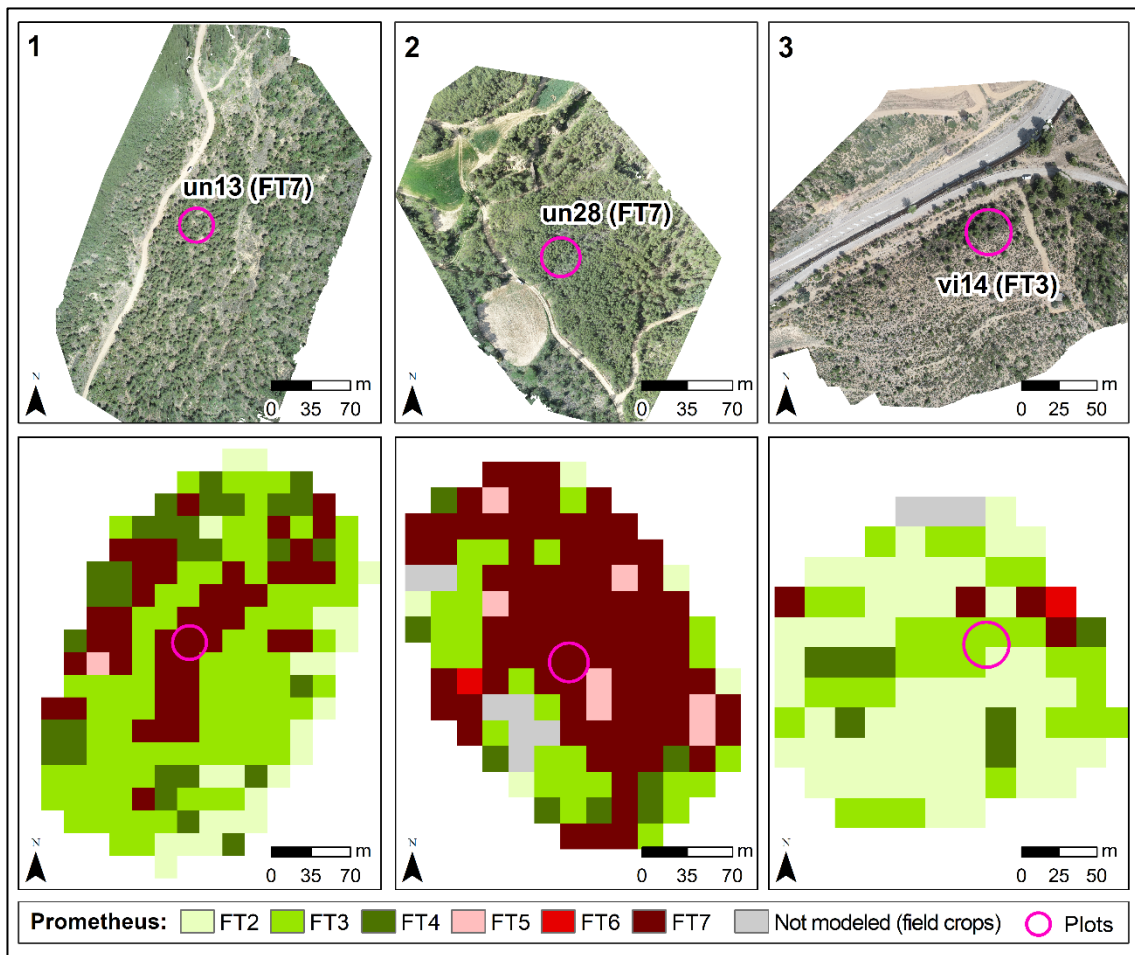 1
un13 (FT7)
N
m
0 35 70
2
un28 (FT7)
N
m
0 35 70
3
vi14 (FT3)
N
m
0 25 50
N
m
0 35 70
N
m
0 35 70
N
m
0 25 50
Prometheus: FT2 FT3 FT4 FT5 FT6 FT7 Not modeled (field crops) Plots